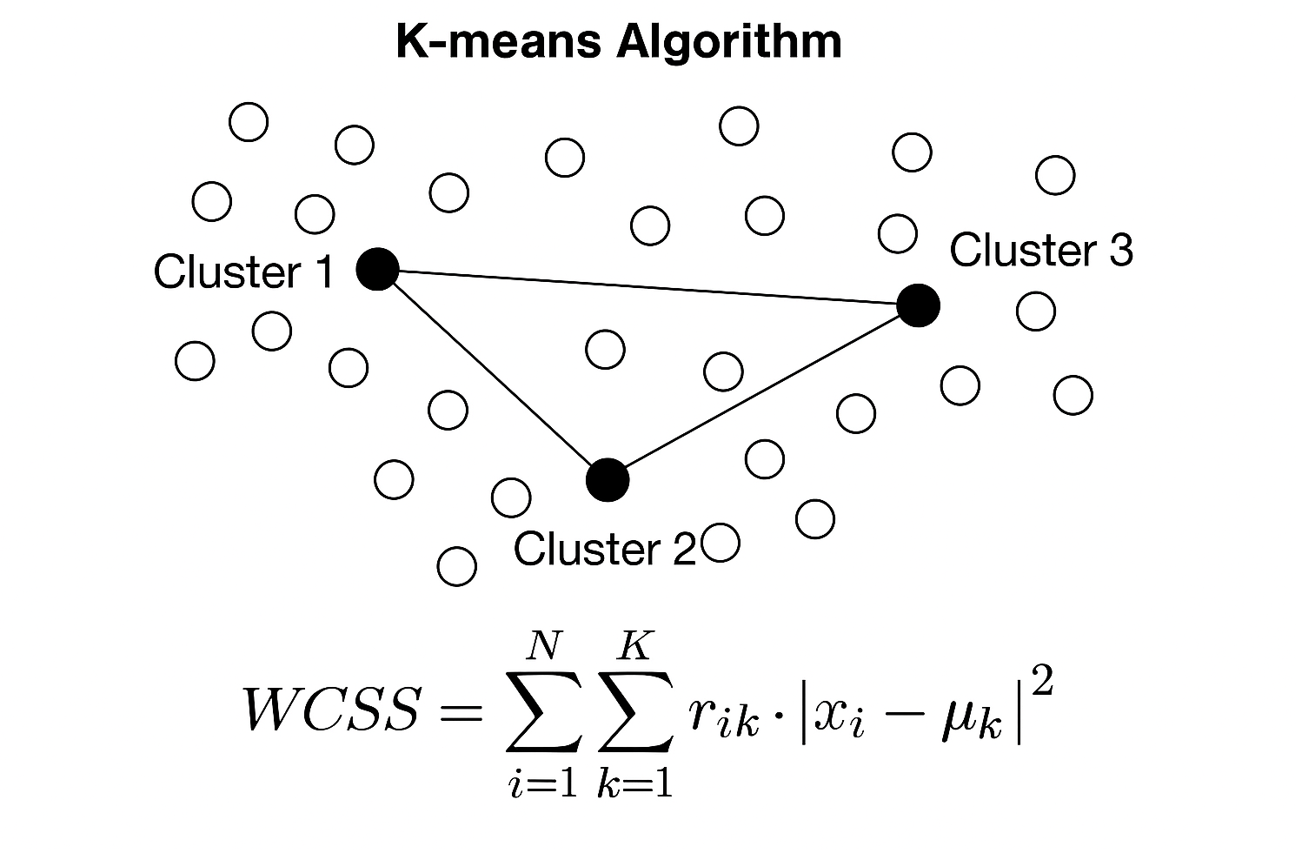 K-means Algorithm
Cluster 1
Cluster 3
Cluster 2
WCSS = \sum_{i=1}^{N} \sum_{k=1}^{K} r_{ik} \cdot |x_i - \mu_k|^2